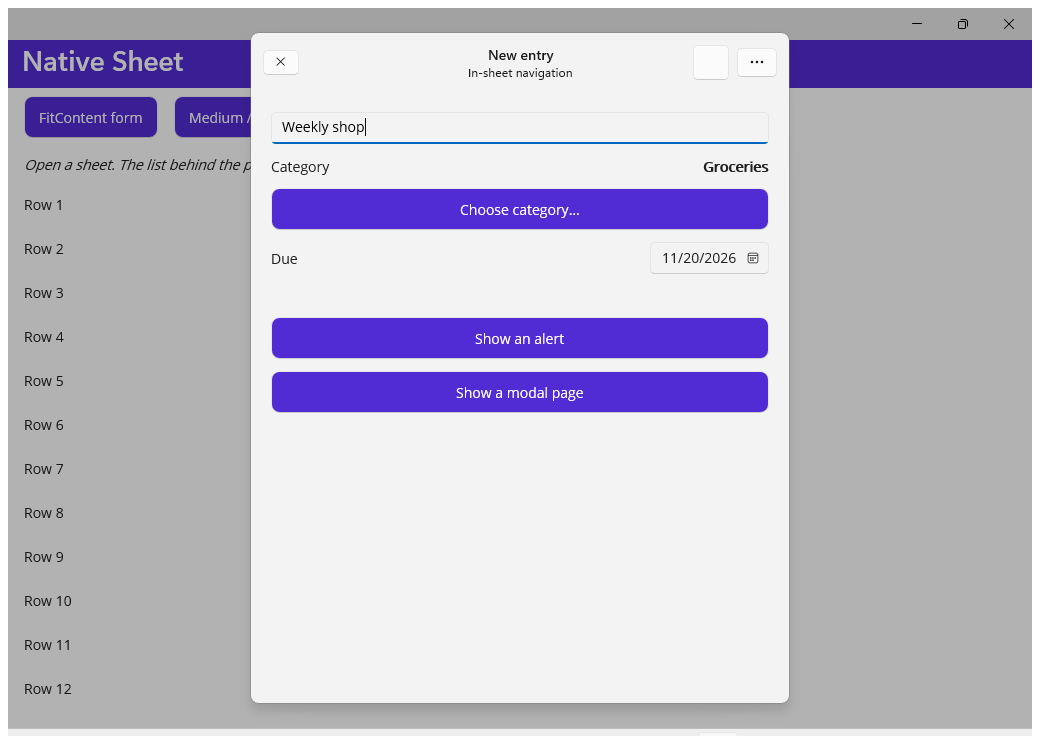 Native Sheet
FitContent form
Medium /
Open a sheet. The list behind the p
Row 1
Row 2
Row 3
Row 4
Row 5
Row 6
Row 7
Row 8
Row 9
Row 10
Row 11
Row 12
New entry
In-sheet navigation
Weekly shop
Category
Groceries
Choose category...
Due
11/20/2026
Show an alert
Show a modal page